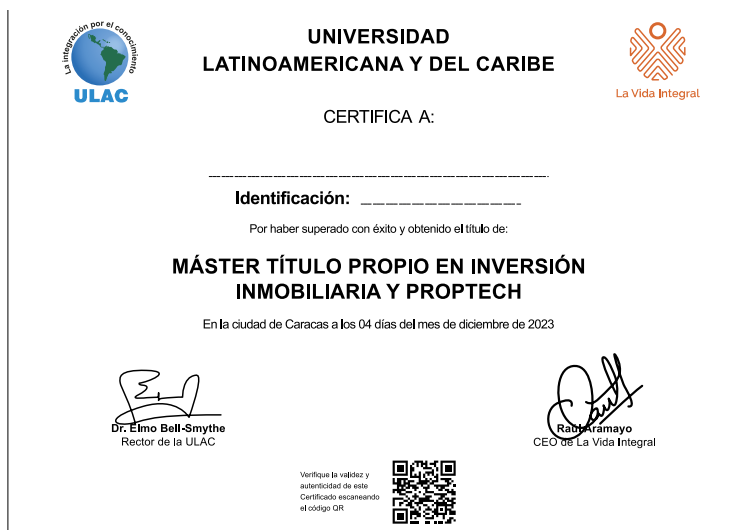 La integración por el conocimiento
ULAC
UNIVERSIDAD
LATINOAMERICANA Y DEL CARIBE
La Vida Integral
CERTIFICA A:
Identificación:
Por haber superado con éxito y obtenido el título de:
MÁSTER TÍTULO PROPIO EN INVERSIÓN
INMOBILIARIA Y PROPTECH
En la ciudad de Caracas a los 04 días del mes de diciembre de 2023
Dr. Elmo Bell-Smythe
Rector de la ULAC
Raúl Aramayo
CEO de La Vida Integral
Verifique la validez y
autenticidad de este
Certificado escaneando
el código QR